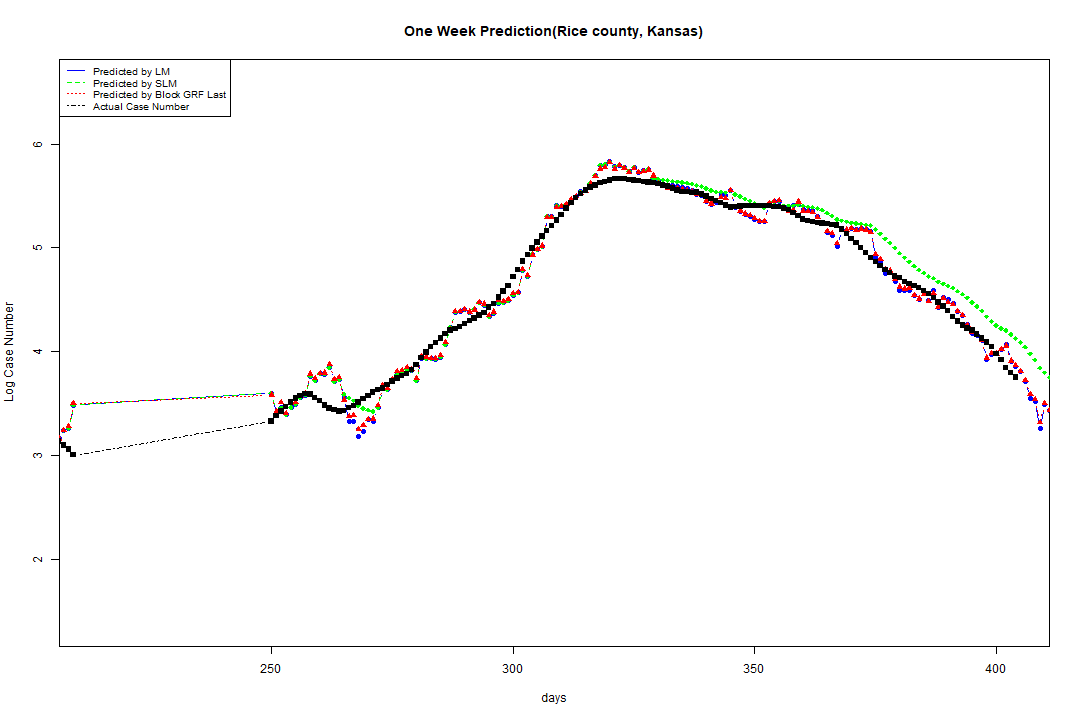 One Week Prediction(Rice county, Kansas)
Predicted by LM
Predicted by SLM
Predicted by Block GRF Last
Actual Case Number
6
5
4
3
2
Log Case Number
250
300
350
400
days